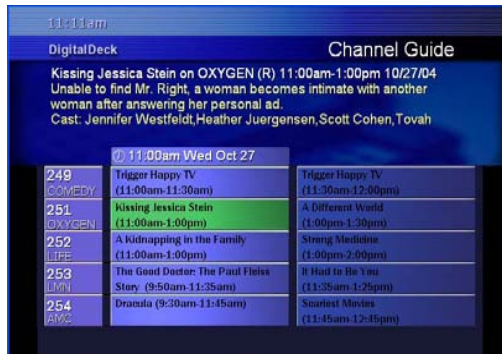 11:11am
DigitalDeck
Channel Guide
Kissing Jessica Stein on OXYGEN (R) 11:00am-1:00pm 10/27/04
Unable to find Mr. Right, a woman becomes intimate with another
woman after answering her personal ad.
Cast: Jennifer Westfeldt,Heather Juergensen,Scott Cohen,Tovah
11:00am Wed Oct 27
249
COMEDY
Trigger Happy TV
(11:00am-11:30am)
Trigger Happy TV
(11:30am-12:00pm)
251
OXYGEN
Kissing Jessica Stein
(11:00am-1:00pm)
A Different World
(1:00pm-1:30pm)
252
LIFE
A Kidnapping in the Family
(11:00am-1:00pm)
Strong Medicine
(1:00pm-2:00pm)
253
LMN
The Good Doctor: The Paul Fleiss
Story (9:50am-11:35am)
It Had to Be You
(11:35am-1:25pm)
254
AMC
Dracula (9:30am-11:45am)
Scariest Movies
(11:45am-12:45pm)